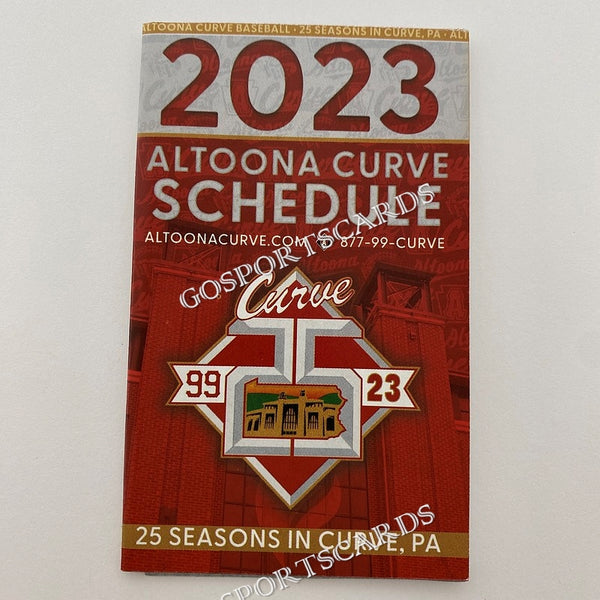 ALTOONA CURVE BASEBALL · 25 SEASONS IN CURVE, PA · ALT
2023
ALTOONA CURVE
SCHEDULE
ALTOONACURVE.COM 877-99-CURVE
GOSPORTSCARDS
Curve
99 23
25 SEASONS IN CURVE, PA
GOSPORTSCARDS